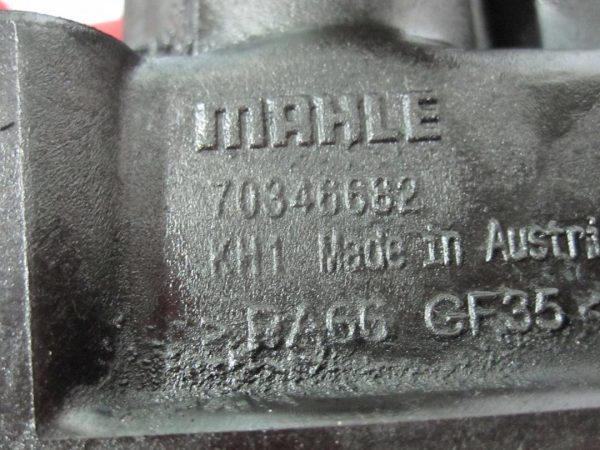 MAHLE
70346682
KH1 Made in Austri
>PA66 GF35<